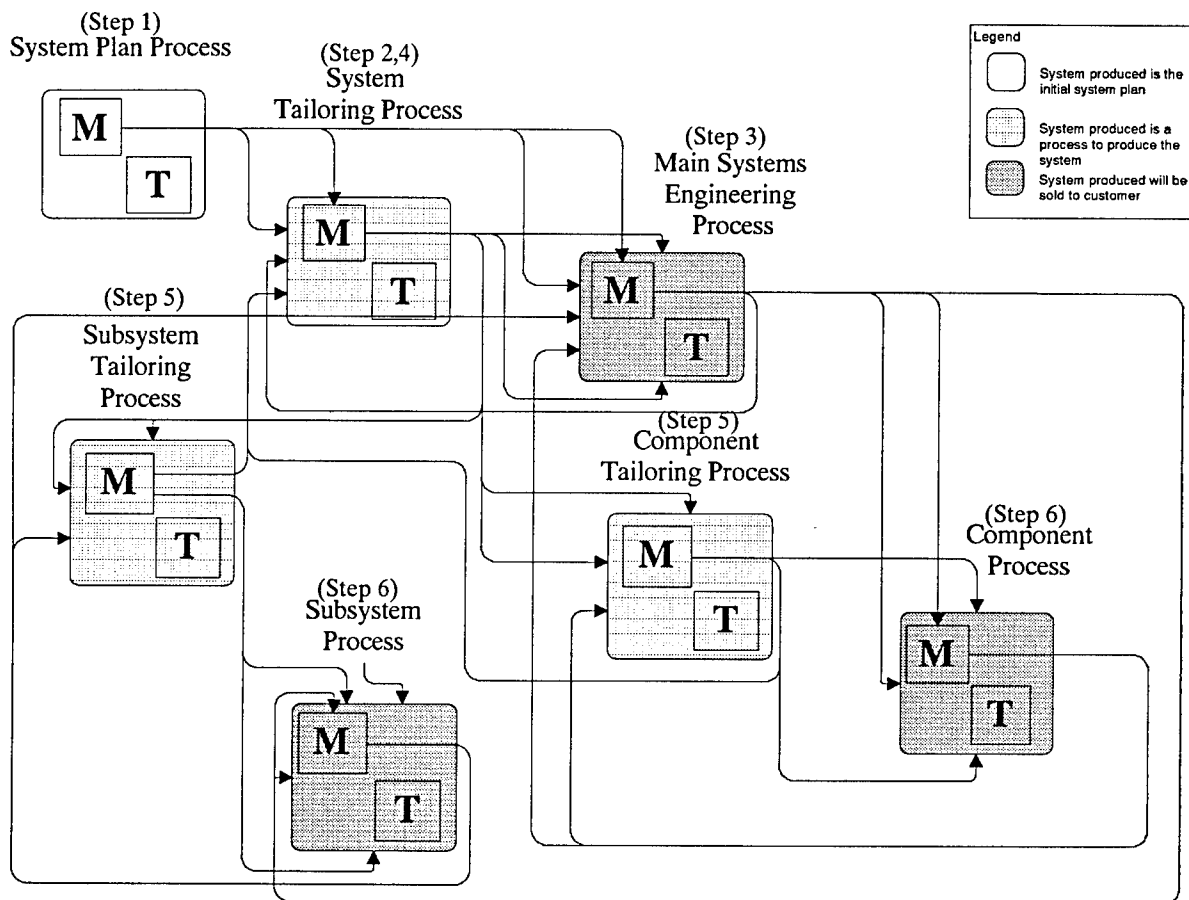 (Step 1)
System Plan Process
M
T
(Step 2,4)
System
Tailoring Process
M
T
(Step 3)
Main Systems
Engineering
Process
M
T
Legend
System produced is the
initial system plan
System produced is a
process to produce the
system
System produced will be
sold to customer
(Step 5)
Subsystem
Tailoring
Process
M
T
(Step 5)
Component
Tailoring Process
M
T
(Step 6)
Component
Process
M
T
(Step 6)
Subsystem
Process
M
T